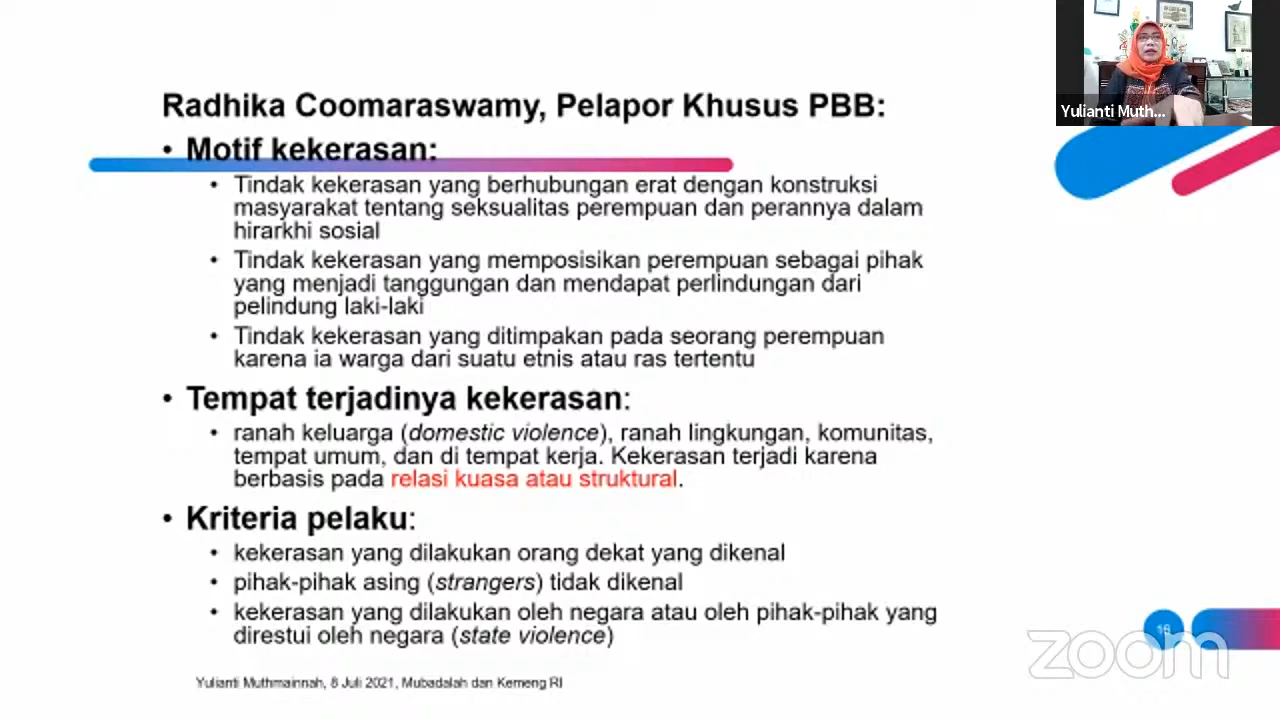 Radhika Coomaraswamy, Pelapor Khusus PBB:
• Motif kekerasan:
• Tindak kekerasan yang berhubungan erat dengan konstruksi
masyarakat tentang seksualitas perempuan dan perannya dalam
hirarkhi sosial
• Tindak kekerasan yang memposisikan perempuan sebagai pihak
yang menjadi tanggungan dan mendapat perlindungan dari
pelindung laki-laki
• Tindak kekerasan yang ditimpakan pada seorang perempuan
karena ia warga dari suatu etnis atau ras tertentu
• Tempat terjadinya kekerasan:
• ranah keluarga (domestic violence), ranah lingkungan, komunitas,
tempat umum, dan di tempat kerja. Kekerasan terjadi karena
berbasis pada relasi kuasa atau struktural.
• Kriteria pelaku:
• kekerasan yang dilakukan orang dekat yang dikenal
• pihak-pihak asing (strangers) tidak dikenal
• kekerasan yang dilakukan oleh negara atau oleh pihak-pihak yang
direstui oleh negara (state violence)
Yulianti Muthmainnah, 8 Juli 2021, Mubadalah dan Kemeng RI
Yulianti Muth...
zoom